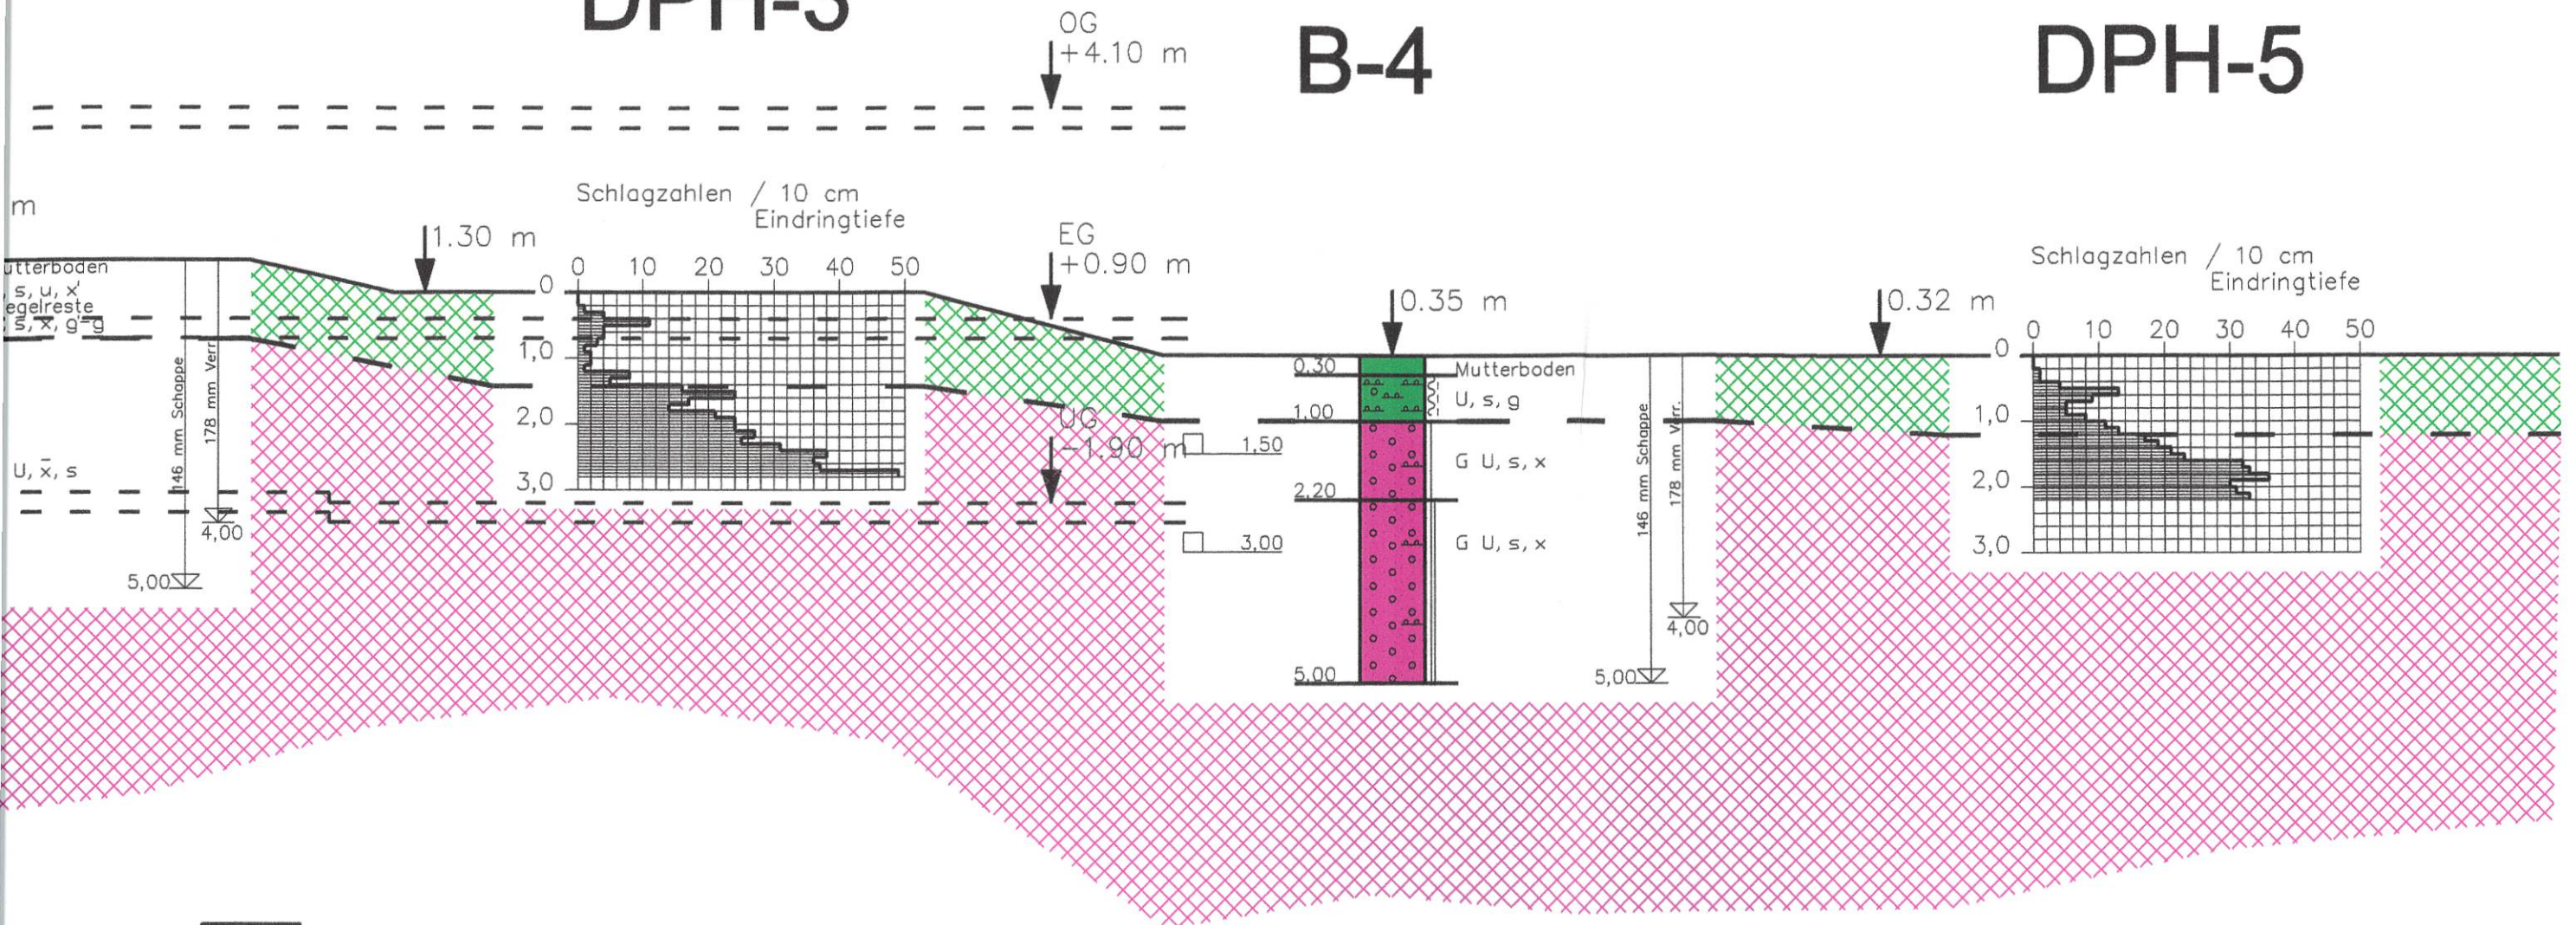 DPH-3
OG
+4.10 m
B-4
DPH-5
m
Schlagzahlen / 10 cm
Eindringtiefe
1.30 m
EG
+0.90 m
0 10 20 30 40 50
0
1,0
2,0
3,0
utterboden
s, u, x'
egelreste
s, x, g'-g
U, x̄, s
146 mm Schappe
178 mm Verr.
4,00
5,00
UG
-1.90 m
1,50
3,00
0.35 m
0.30
1,00
2,20
5,00
Mutterboden
U, s, g
G U, s, x
G U, s, x
146 mm Schappe
178 mm Verr.
4,00
5,00
0.32 m
Schlagzahlen / 10 cm
Eindringtiefe
0 10 20 30 40 50
0
1,0
2,0
3,0